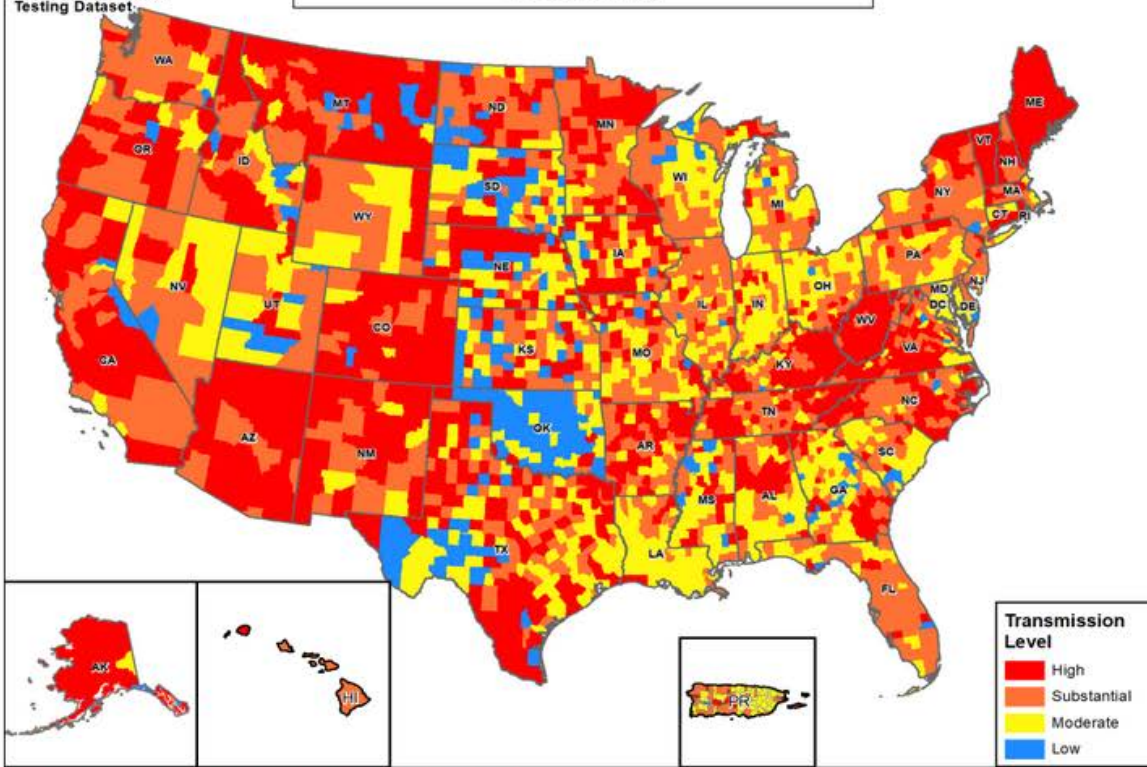 Testing Dataset
WA
MT
ND
MN
ME
OR
ID
SD
WI
VT
NH
NY
MA
CT
RI
WY
MI
IA
PA
NJ
NV
NE
UT
IL
IN
OH
MD
DC
DE
CO
CA
KS
MO
WV
VA
KY
AZ
NM
OK
TN
NC
AR
SC
MS
AL
GA
TX
LA
FL
AK
HI
PR
Transmission
Level
High
Substantial
Moderate
Low